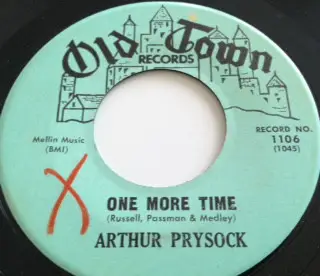 Old Town
RECORDS
Mellin Music
(BMI)
RECORD NO.
1106
(1045)
X
ONE MORE TIME
(Russell, Passman & Medley)
ARTHUR PRYSOCK